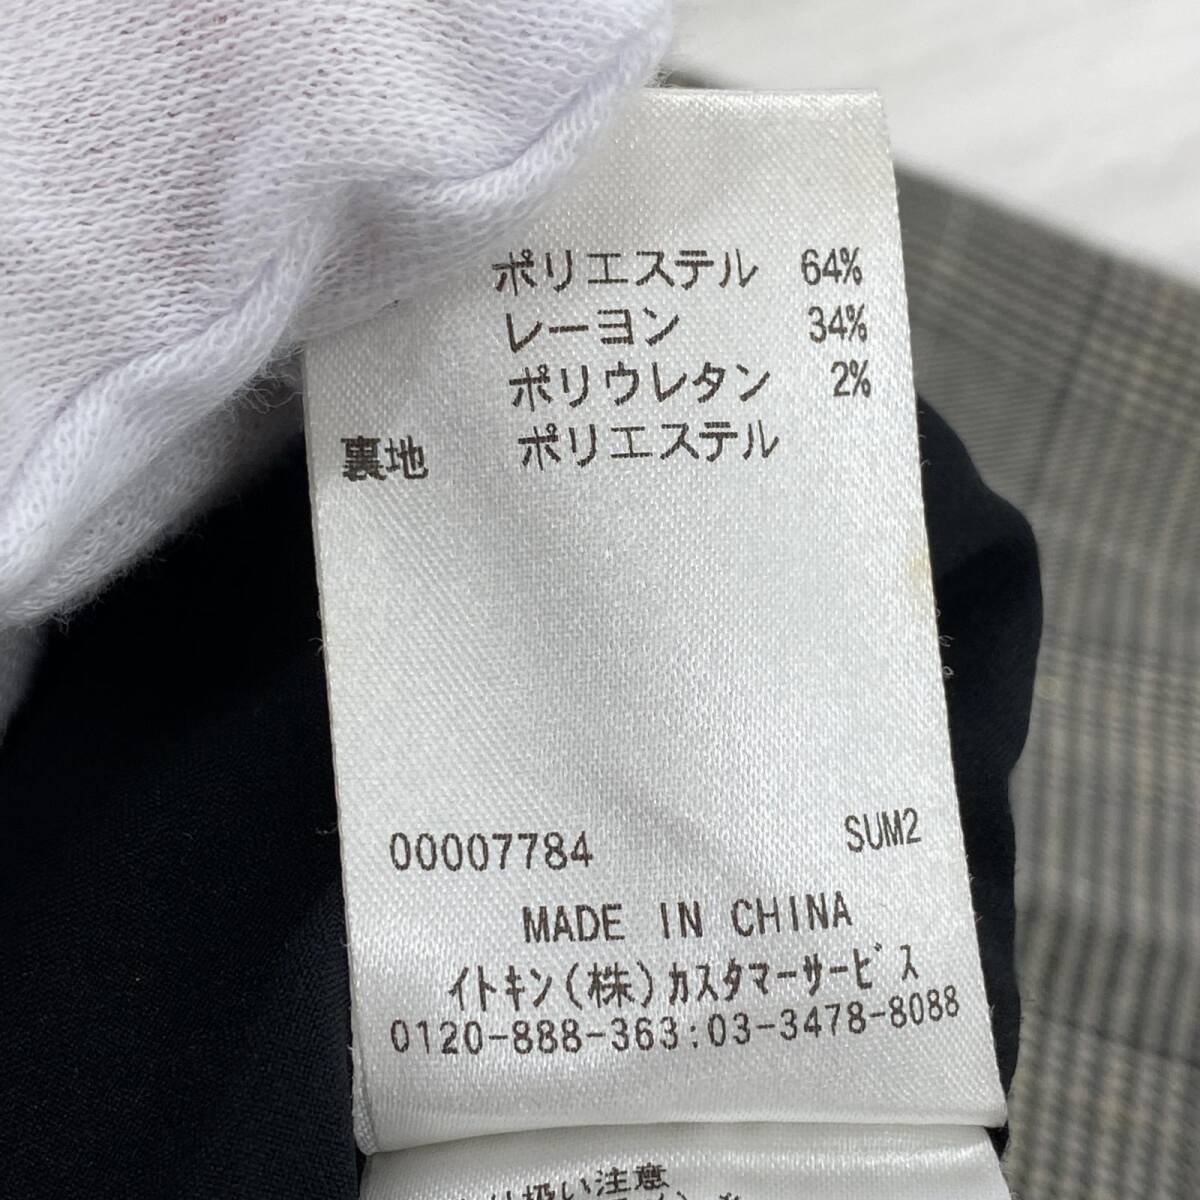 ポリエステル 64%
レーヨン 34%
ポリウレタン 2%
裏地 ポリエステル
00007784 SUM2
MADE IN CHINA
イトキン(株)カスタマーサービス
0120-888-363:03-3478-8088
り扱い注意